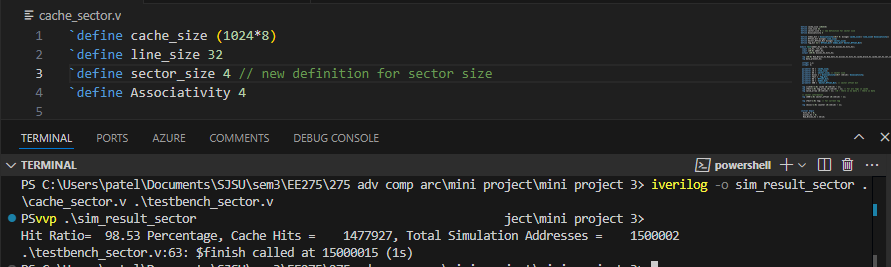 cache_sector.v
1 `define cache_size (1024*8)
2 `define line_size 32
3 `define sector_size 4 // new definition for sector size
4 `define Associativity 4
5
TERMINAL PORTS AZURE COMMENTS DEBUG CONSOLE
TERMINAL powershell
PS C:\Users\patel\Documents\SJSU\sem3\EE275\275 adv comp arc\mini project\mini project 3> iverilog -o sim_result_sector .
\cache_sector.v .\testbench_sector.v
PSvvp .\sim_result_sector ject\mini project 3>
Hit Ratio= 98.53 Percentage, Cache Hits = 1477927, Total Simulation Addresses = 1500002
.\testbench_sector.v:63: $finish called at 15000015 (1s)